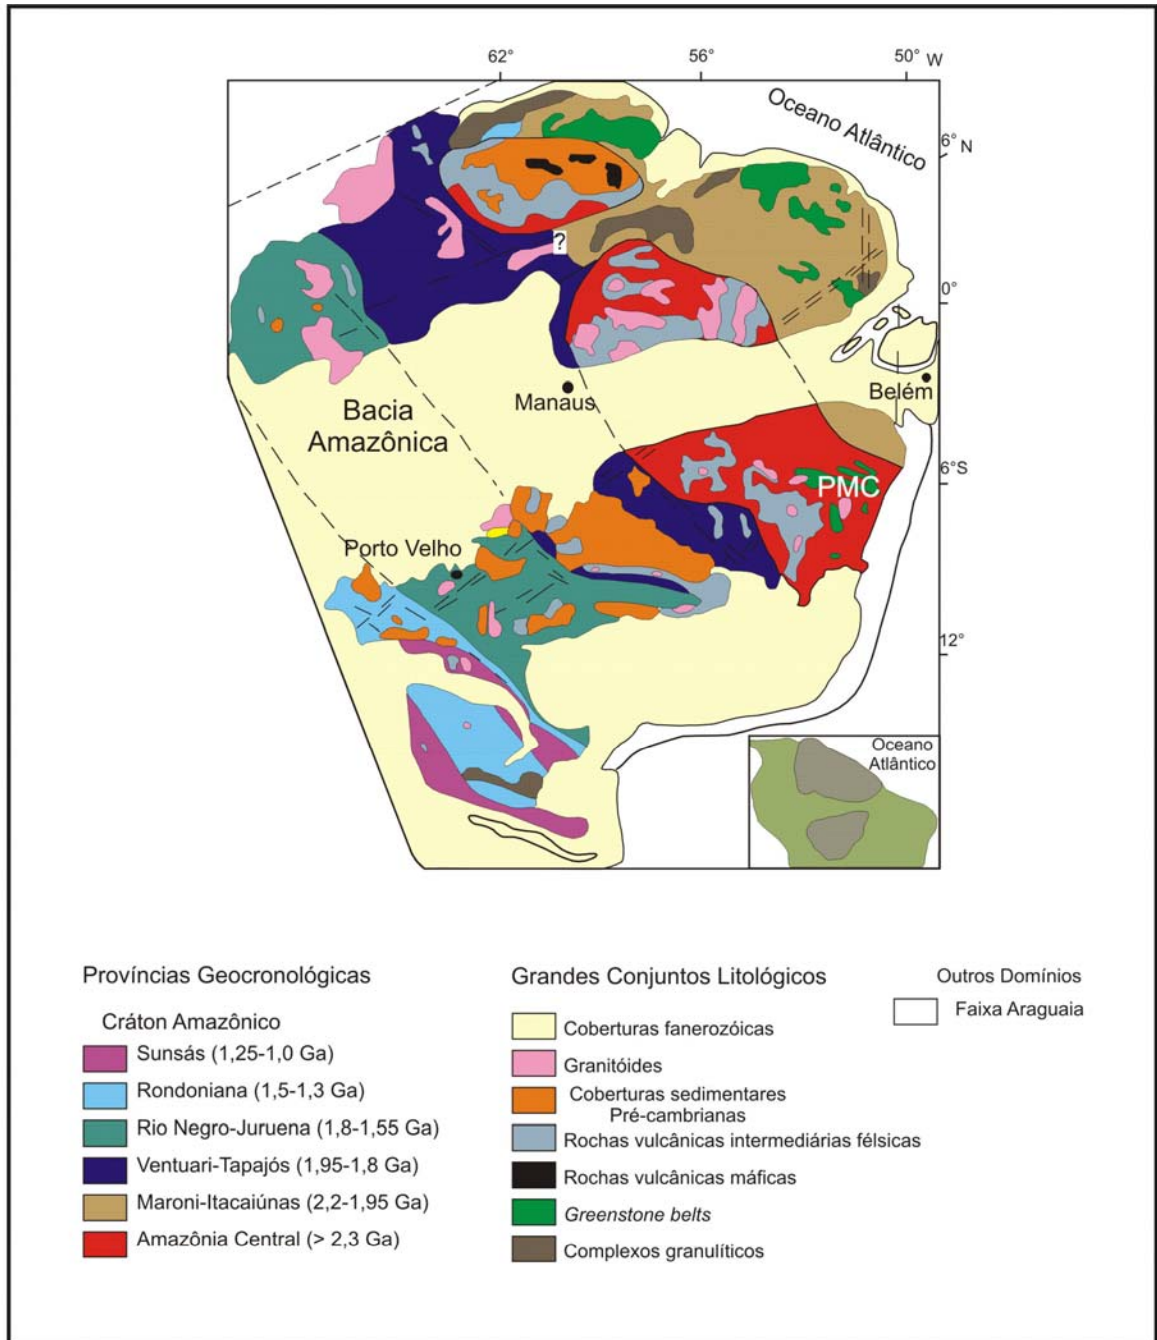 62°
56°
50° W
Oceano Atlântico
6° N
?
0°
Manaus
Belém
Bacia
Amazônica
6°S
PMC
Porto Velho
12°
Oceano
Atlântico
Províncias Geocronológicas
Cráton Amazônico
Sunsás (1,25-1,0 Ga)
Rondoniana (1,5-1,3 Ga)
Rio Negro-Juruena (1,8-1,55 Ga)
Ventuari-Tapajós (1,95-1,8 Ga)
Maroni-Itacaiúnas (2,2-1,95 Ga)
Amazônia Central (> 2,3 Ga)
Grandes Conjuntos Litológicos
Coberturas fanerozóicas
Granitóides
Coberturas sedimentares
Pré-cambrianas
Rochas vulcânicas intermediárias félsicas
Rochas vulcânicas máficas
Greenstone belts
Complexos granulíticos
Outros Domínios
Faixa Araguaia